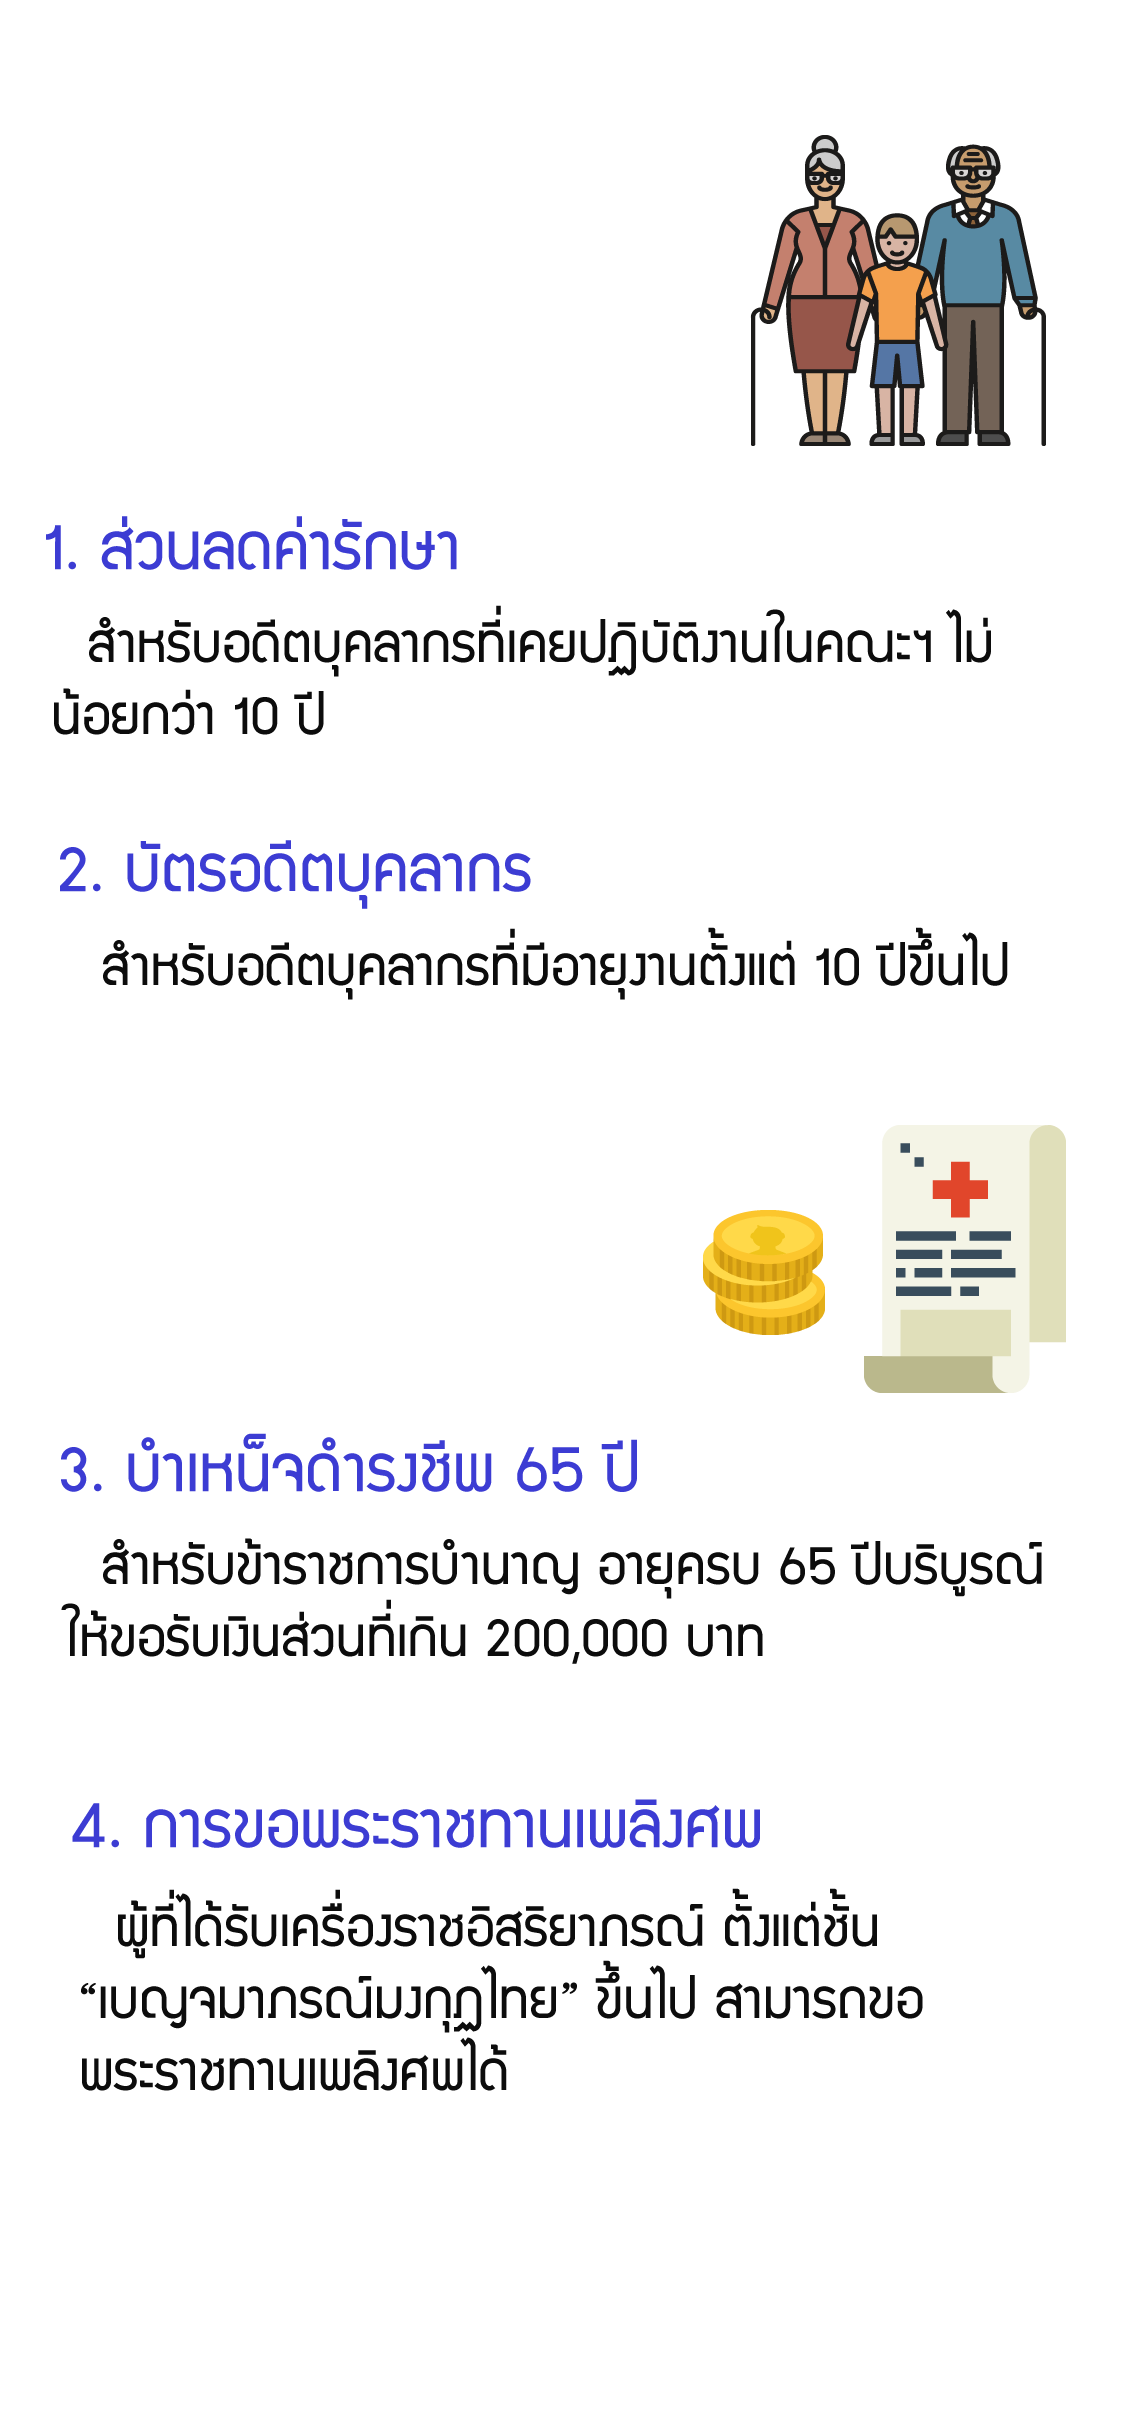 1. ส่วนลดค่ารักษา
สำหรับอดีตบุคลากรที่เคยปฏิบัติงานในคณะฯ ไม่
น้อยกว่า 10 ปี
2. บัตรอดีตบุคลากร
สำหรับอดีตบุคลากรที่มีอายุงานตั้งแต่ 10 ปีขึ้นไป
3. บำเหน็จดำรงชีพ 65 ปี
สำหรับข้าราชการบำนาญ อายุครบ 65 ปีบริบูรณ์
ให้ขอรับเงินส่วนที่เกิน 200,000 บาท
4. การขอพระราชทานเพลิงศพ
ผู้ที่ได้รับเครื่องราชอิสริยาภรณ์ ตั้งแต่ชั้น
“เบญจมาภรณ์มงกุฏไทย” ขึ้นไป สามารถขอ
พระราชทานเพลิงศพได้